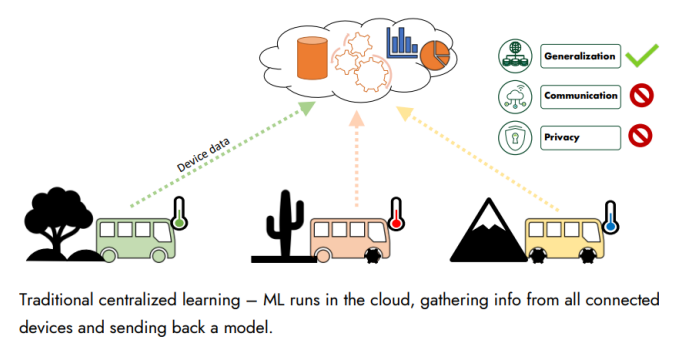 Generalization
Communication
Privacy
Device data
Traditional centralized learning – ML runs in the cloud, gathering info from all connected
devices and sending back a model.